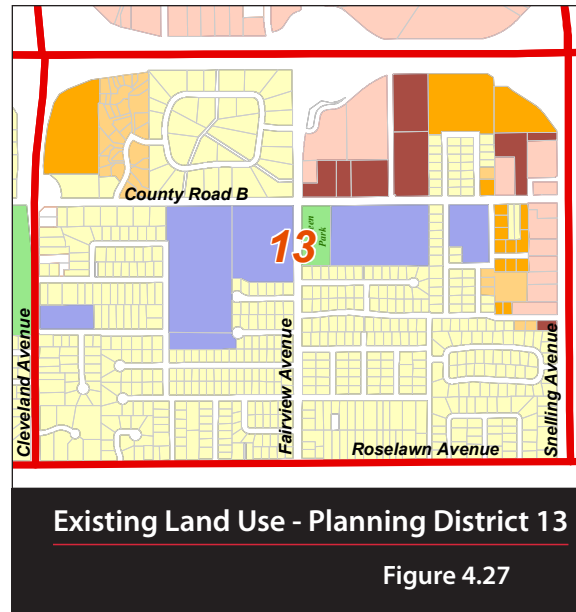 County Road B
13
Park
Cleveland Avenue
Fairview Avenue
Snelling Avenue
Roselawn Avenue
Existing Land Use - Planning District 13
Figure 4.27